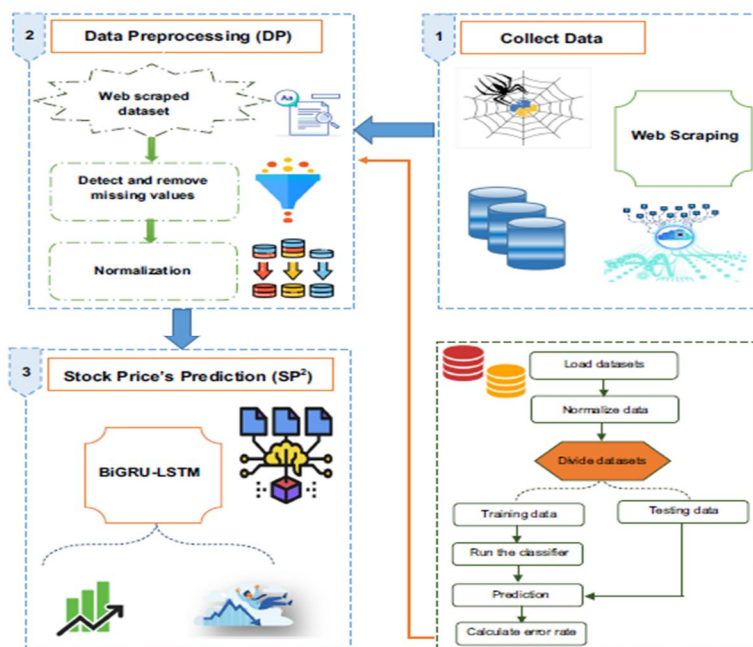 2
Data Preprocessing (DP)
Web scraped
dataset
Aa
Detect and remove
missing values
Normalization
1
Collect Data
Web Scraping
3
Stock Price's Prediction (SP²)
BiGRU-LSTM
Load datasets
Normalize data
Divide datasets
Training data
Testing data
Run the classifier
Prediction
Calculate error rate